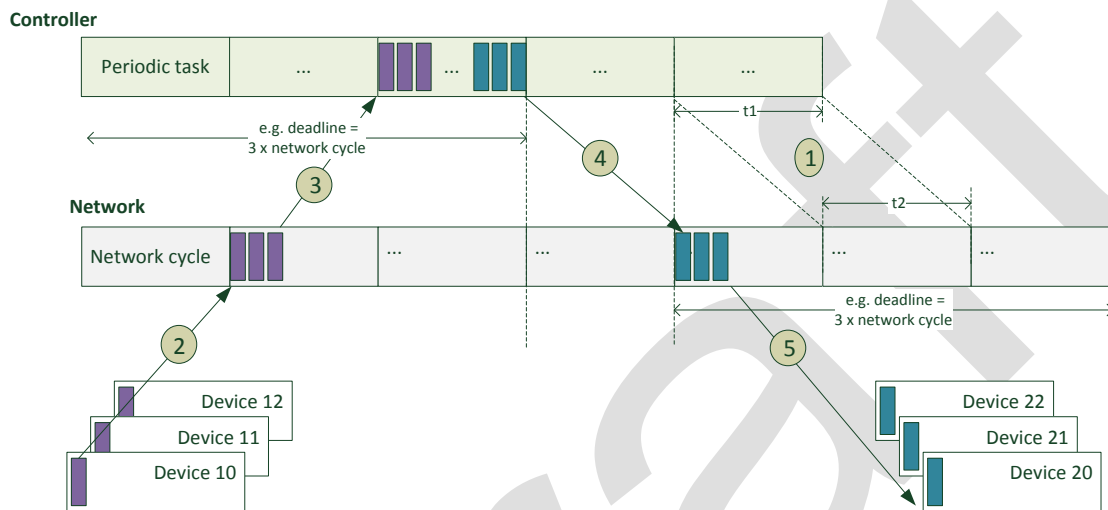 Controller
Periodic task
...
...
...
...
t1
e.g. deadline =
3 x network cycle
1
4
3
Network
t2
Network cycle
...
...
...
...
e.g. deadline =
3 x network cycle
2
5
Device 12
Device 11
Device 10
Device 22
Device 21
Device 20
raft